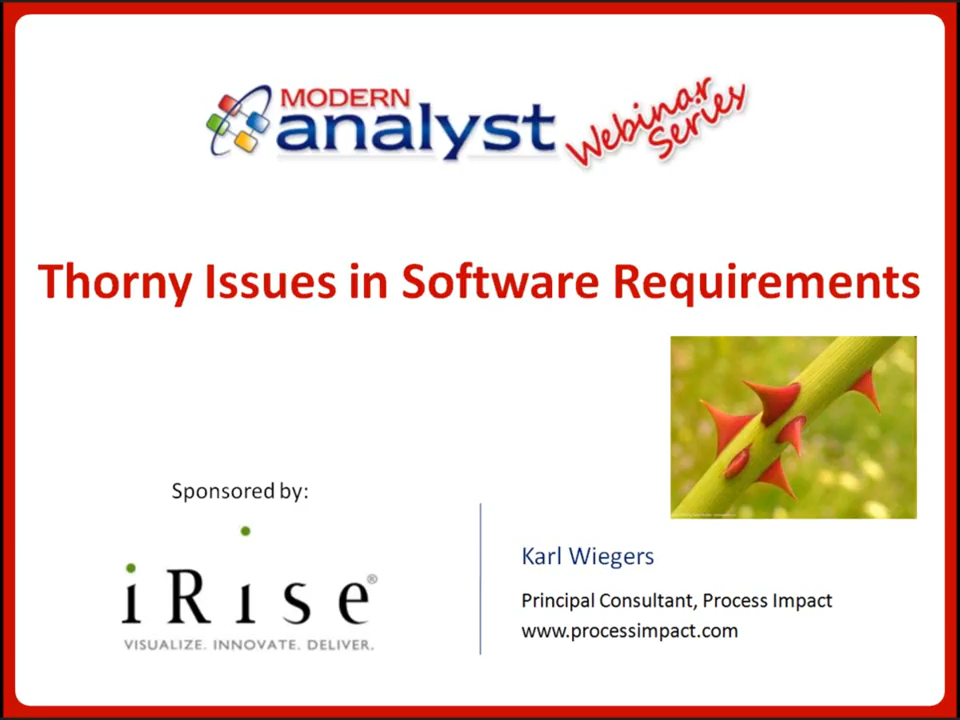 MODERN
analyst
Webinar
Series
Thorny Issues in Software Requirements
Sponsored by:
iRise®
VISUALIZE. INNOVATE. DELIVER.
Karl Wiegers
Principal Consultant, Process Impact
www.processimpact.com